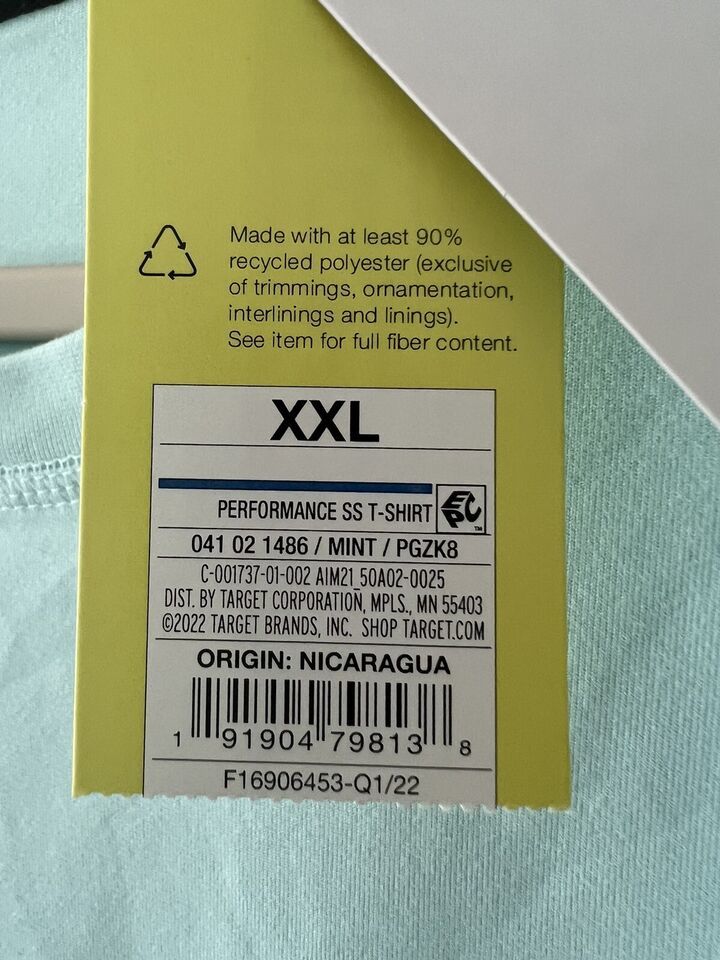 Made with at least 90%
recycled polyester (exclusive
of trimmings, ornamentation,
interlinings and linings).
See item for full fiber content.
XXL
PERFORMANCE SS T-SHIRT EPC TM
041 02 1486 / MINT / PGZK8
C-001737-01-002 AIM21_50A02-0025
DIST. BY TARGET CORPORATION, MPLS., MN 55403
©2022 TARGET BRANDS, INC. SHOP TARGET.COM
ORIGIN: NICARAGUA
1 91904 79813 8
F16906453-Q1/22